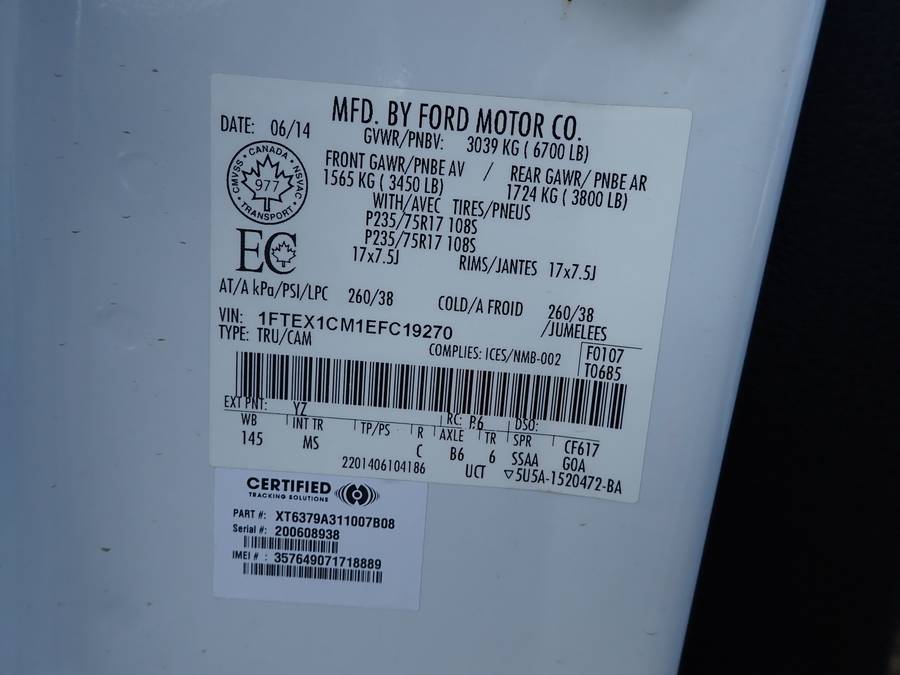 MFD. BY FORD MOTOR CO.
DATE: 06/14
GVWR/PNBV: 3039 KG ( 6700 LB)
FRONT GAWR/PNBE AV / REAR GAWR/ PNBE AR
1565 KG ( 3450 LB) 1724 KG ( 3800 LB)
WITH/AVEC TIRES/PNEUS
P235/75R17 108S
P235/75R17 108S
17x7.5J RIMS/JANTES 17x7.5J
CMVSS • CANADA • NSVAC • TRANSPORT •
977
EC
AT/A kPa/PSI/LPC 260/38 COLD/A FROID 260/38
/JUMELEES
VIN: 1FTEX1CM1EFC19270
TYPE: TRU/CAM
COMPLIES: ICES/NMB-002
F0107
T0685
EXT PNT: YZ RC: P6 DSO:
WB INT TR TP/PS R AXLE TR SPR CF617
145 MS C B6 6 SSAA GOA
2201406104186 UCT ▽5U5A-1520472-BA
CERTIFIED
TRACKING SOLUTIONS
PART #: XT6379A311007B08
Serial #: 200608938
IMEI # : 357649071718889